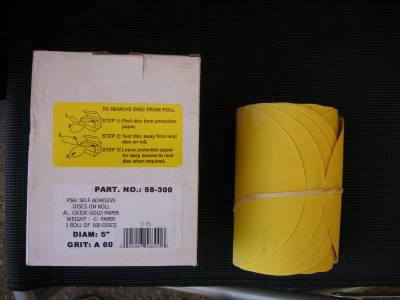 TO REMOVE DISC FROM ROLL
STEP 1: Peel disc from protection
paper.
STEP 2: Tear disc away from next
disc on roll.
STEP 3: Leave protection paper
for easy access to next
disc when required.
PART. NO.: 58-300
PSA/ SELF ADHESIVE
DISCS ON ROLL
AL. OXIDE GOLD PAPER
WEIGHT : -C- PAPER
1 ROLL OF 100 DISCS
DIAM: 5"
GRIT: A 60